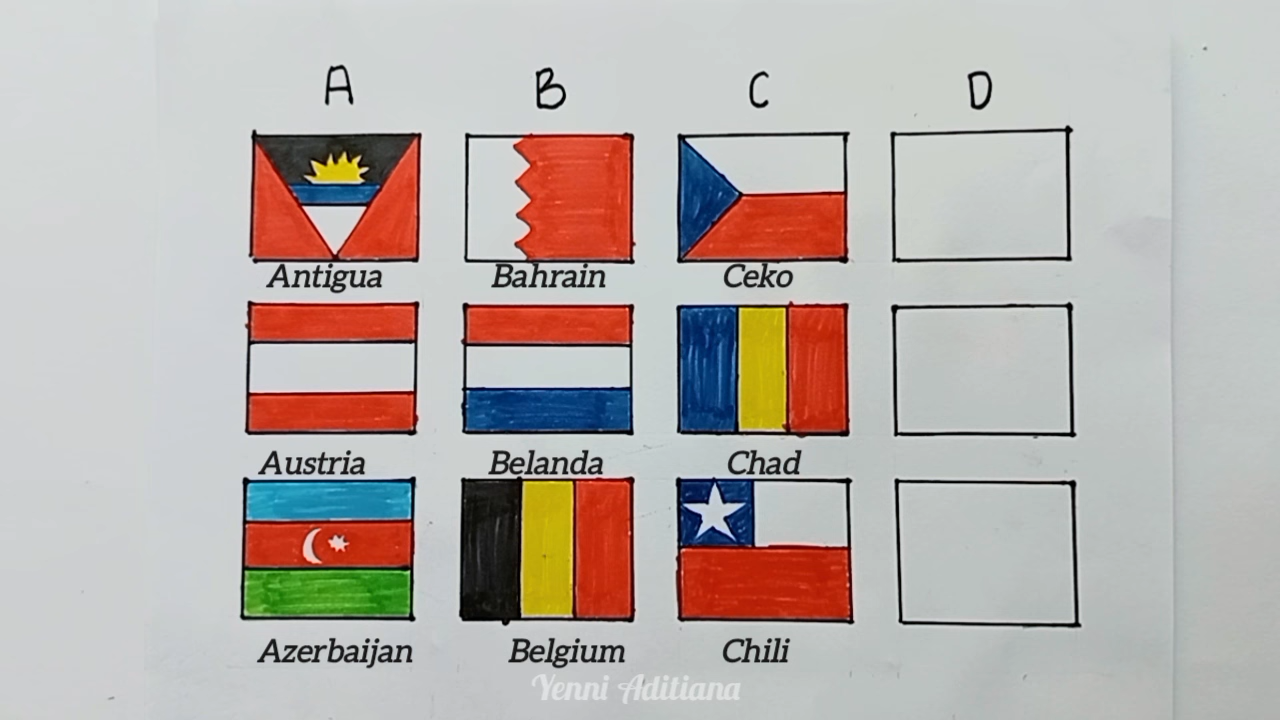 A B C D
Antigua Bahrain Ceko
Austria Belanda Chad
Azerbaijan Belgium Chili
Yenni Aditiana